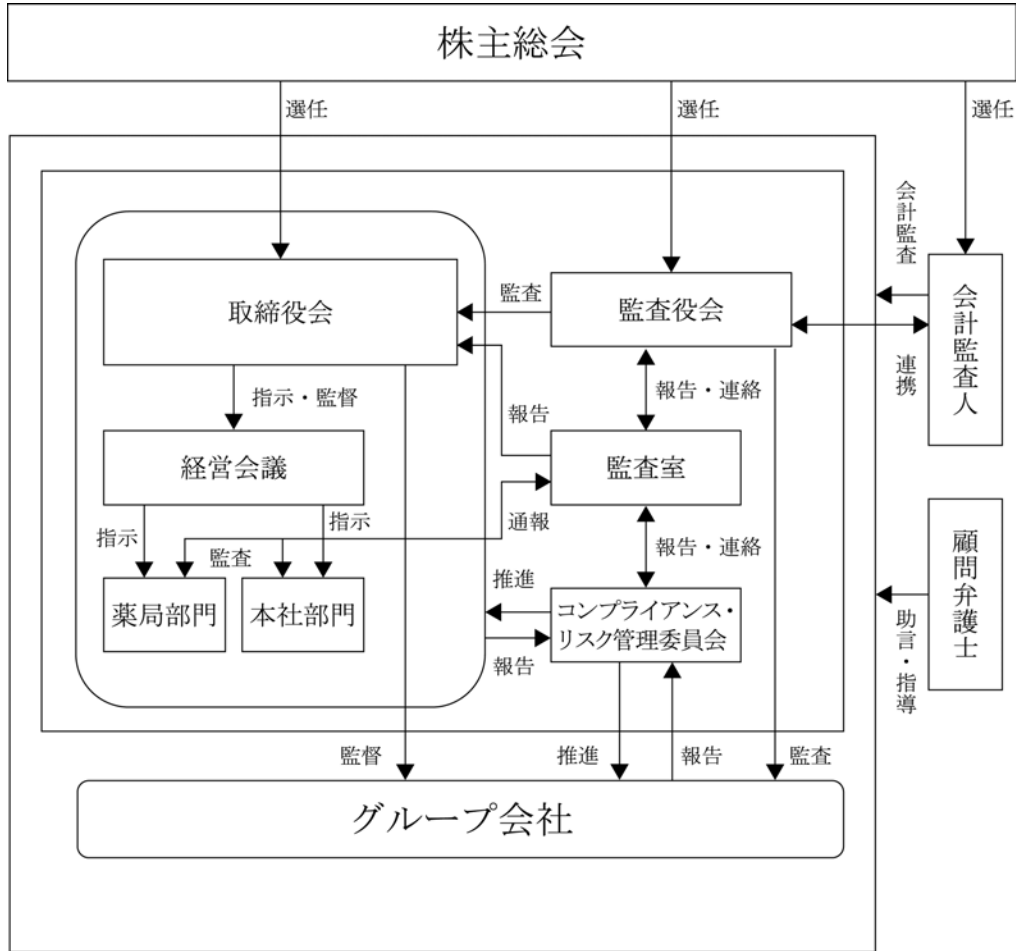 株主総会
選任
選任
選任
会計監査
取締役会
監査
監査役会
会計監査人
連携
指示・監督
報告
報告・連絡
経営会議
監査室
指示
指示
監査
通報
報告・連絡
薬局部門
本社部門
推進
報告
コンプライアンス・
リスク管理委員会
顧問弁護士
助言・指導
監督
推進
報告
監査
グループ会社